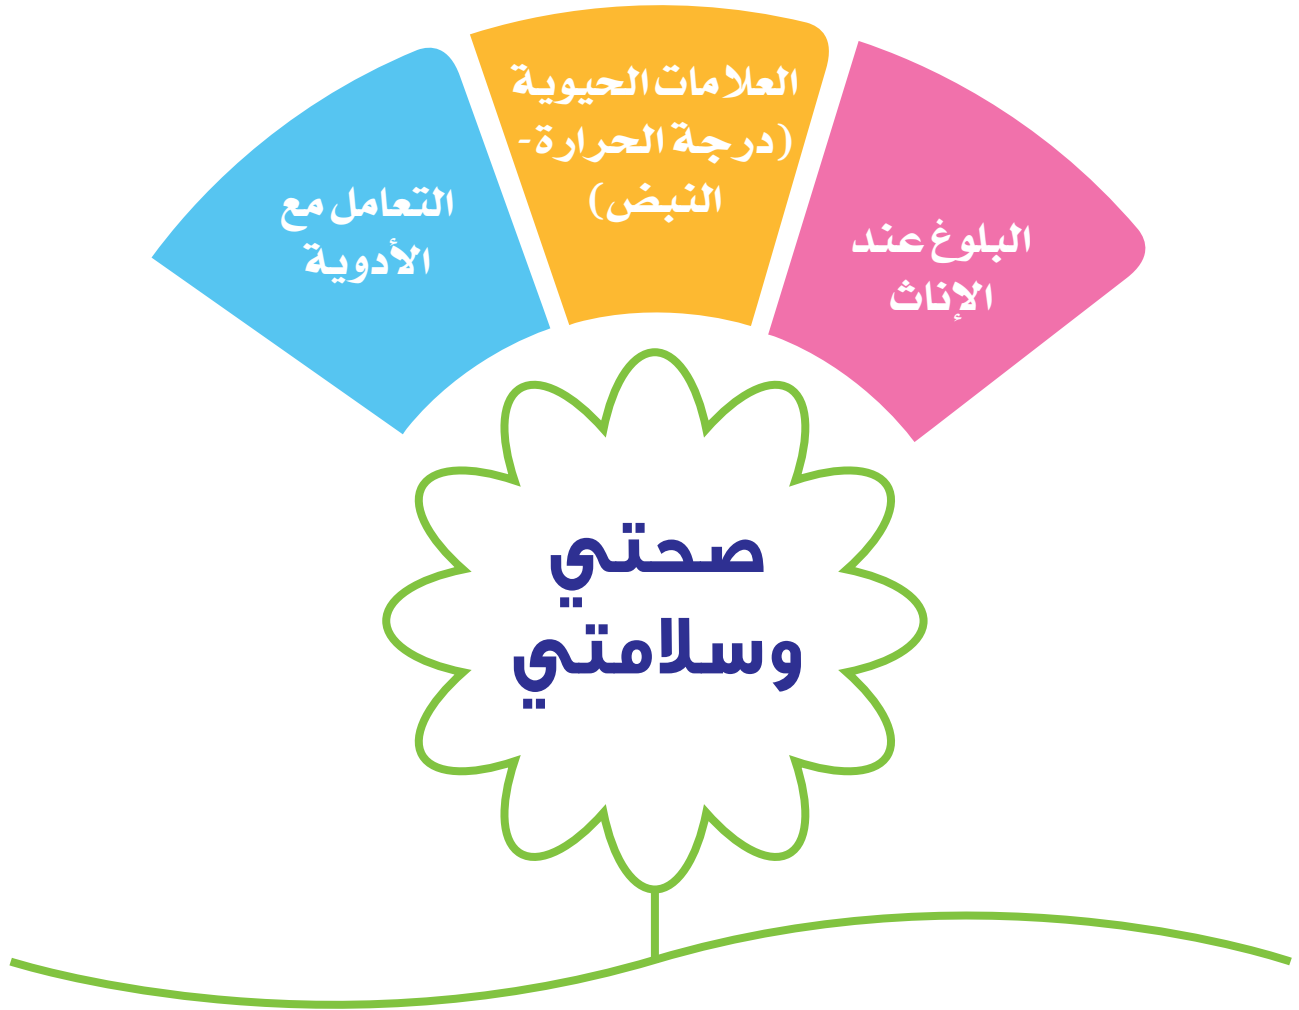 البلوغ عند
الإناث
العلامات الحيوية
(درجة الحرارة-
النبض)
التعامل مع
الأدوية
صحتي
وسلامتي